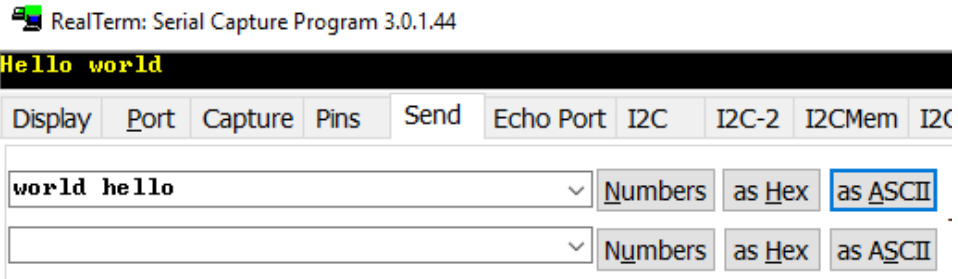 RealTerm: Serial Capture Program 3.0.1.44
Hello world
Display Port Capture Pins Send Echo Port I2C I2C-2 I2CMem
world hello Numbers as Hex as ASCII
Numbers as Hex as ASCII